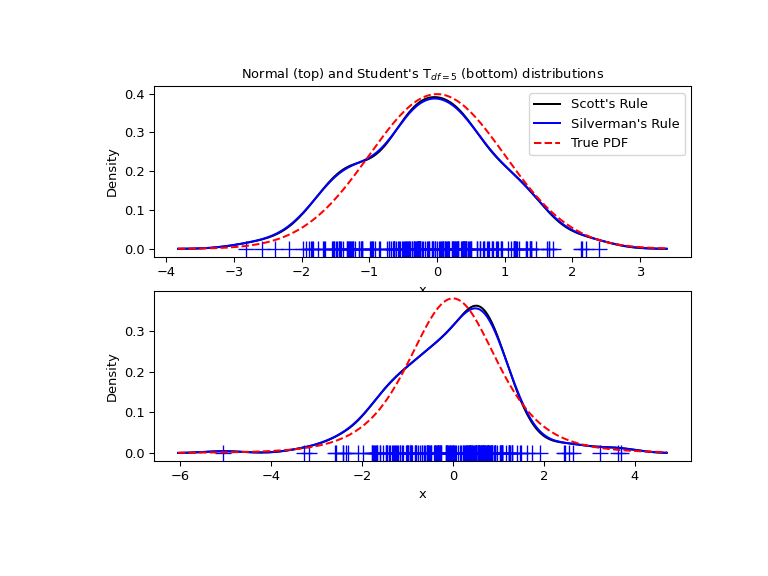 Normal (top) and Student's T_{df=5} (bottom) distributions
Scott's Rule
Silverman's Rule
True PDF
Density
0.4
0.3
0.2
0.1
0.0
−4 −3 −2 −1 0 1 2 3
x
Density
0.3
0.2
0.1
0.0
−6 −4 −2 0 2 4
x